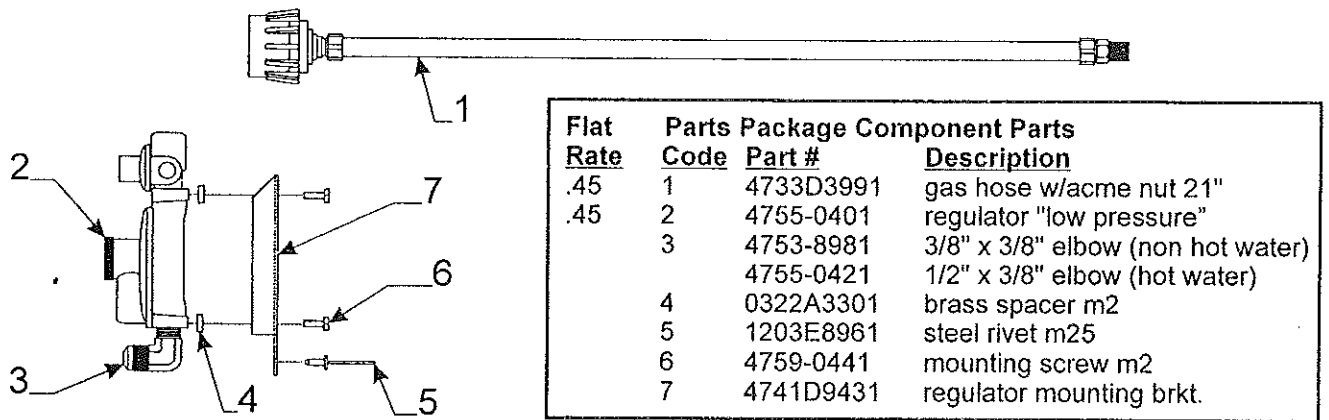 1
2
7
6
3
4
5
Flat Parts Package Component Parts
Rate Code Part # Description
.45 1 4733D3991 gas hose w/acme nut 21"
.45 2 4755-0401 regulator "low pressure"
3 4753-8981 3/8" x 3/8" elbow (non hot water)
4755-0421 1/2" x 3/8" elbow (hot water)
4 0322A3301 brass spacer m2
5 1203E8961 steel rivet m25
6 4759-0441 mounting screw m2
7 4741D9431 regulator mounting brkt.